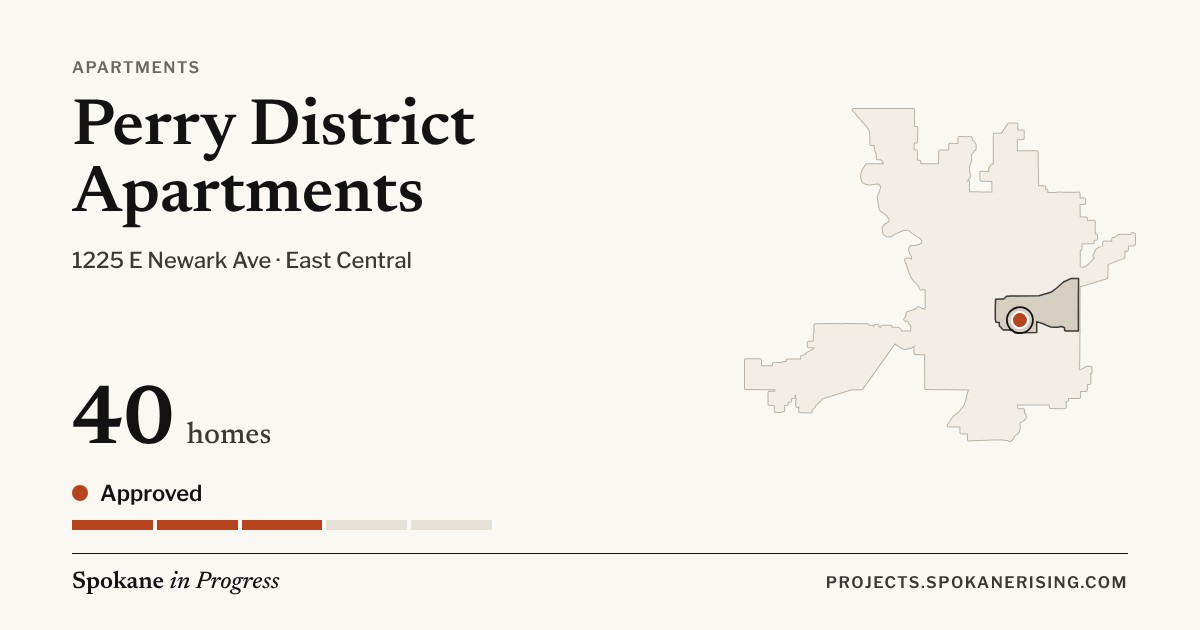 APARTMENTS
Perry District
Apartments
1225 E Newark Ave · East Central
40 homes
Approved
Spokane in Progress
PROJECTS.SPOKANERISING.COM